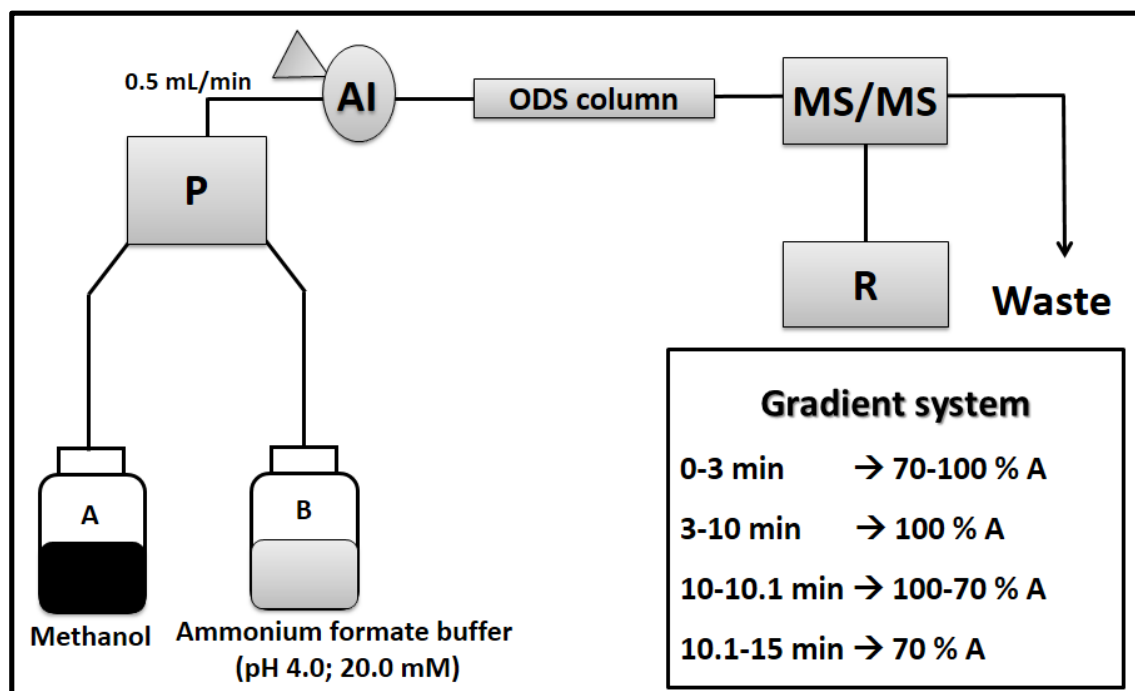 0.5 mL/min
AI
ODS column
MS/MS
P
R
Waste
A
B
Methanol
Ammonium formate buffer
(pH 4.0; 20.0 mM)
Gradient system
0-3 min → 70-100 % A
3-10 min → 100 % A
10-10.1 min → 100-70 % A
10.1-15 min → 70 % A